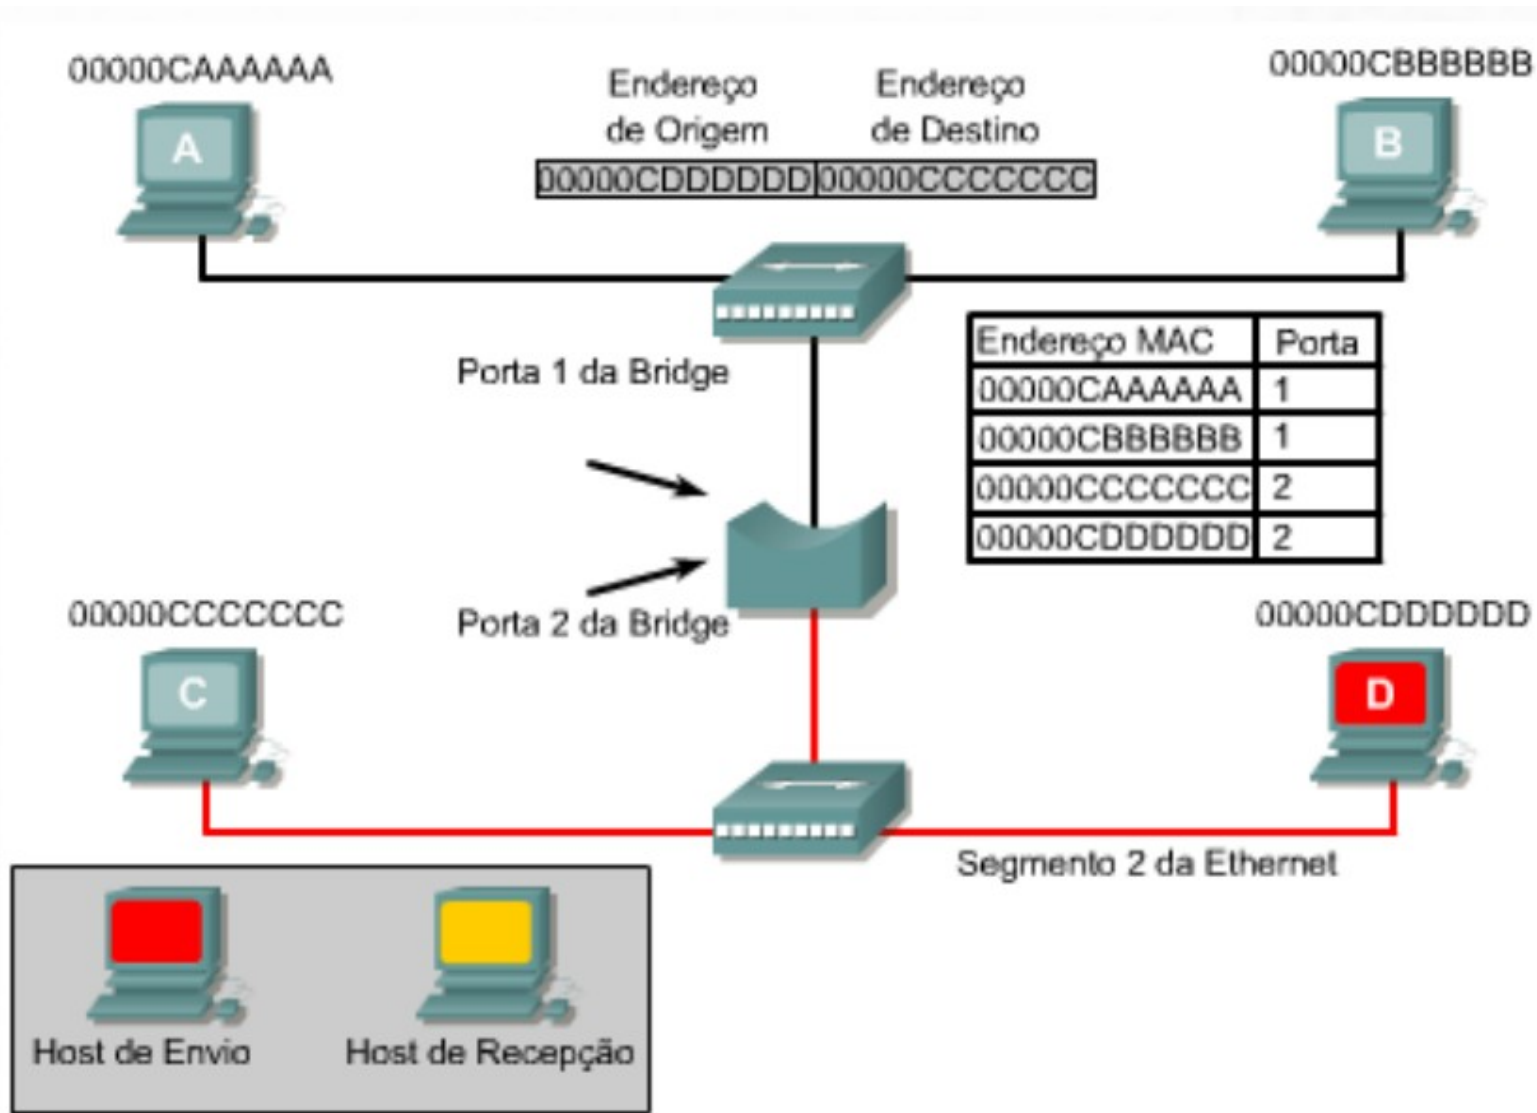 00000CAAAAAA
00000CBBBBBB
Endereço
de Origem
Endereço
de Destino
00000CDDDDDD 00000CCCCCCC
A
B
Porta 1 da Bridge
Endereço MAC Porta
00000CAAAAAA 1
00000CBBBBBB 1
00000CCCCCCC 2
00000CDDDDDD 2
Porta 2 da Bridge
00000CCCCCCC
00000CDDDDDD
C
D
Segmento 2 da Ethernet
Host de Envio
Host de Recepção